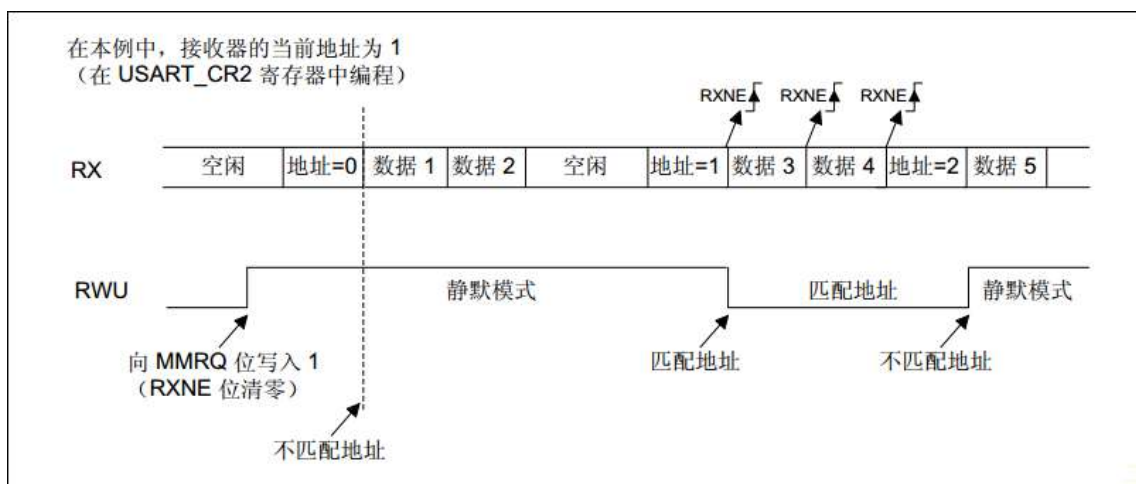 在本例中，接收器的当前地址为 1
（在 USART_CR2 寄存器中编程）
RXNE RXNE RXNE
RX 空闲 地址=0 数据 1 数据 2 空闲 地址=1 数据 3 数据 4 地址=2 数据 5
RWU 静默模式 匹配地址 静默模式
向 MMRQ 位写入 1 匹配地址 不匹配地址
（RXNE 位清零）
不匹配地址